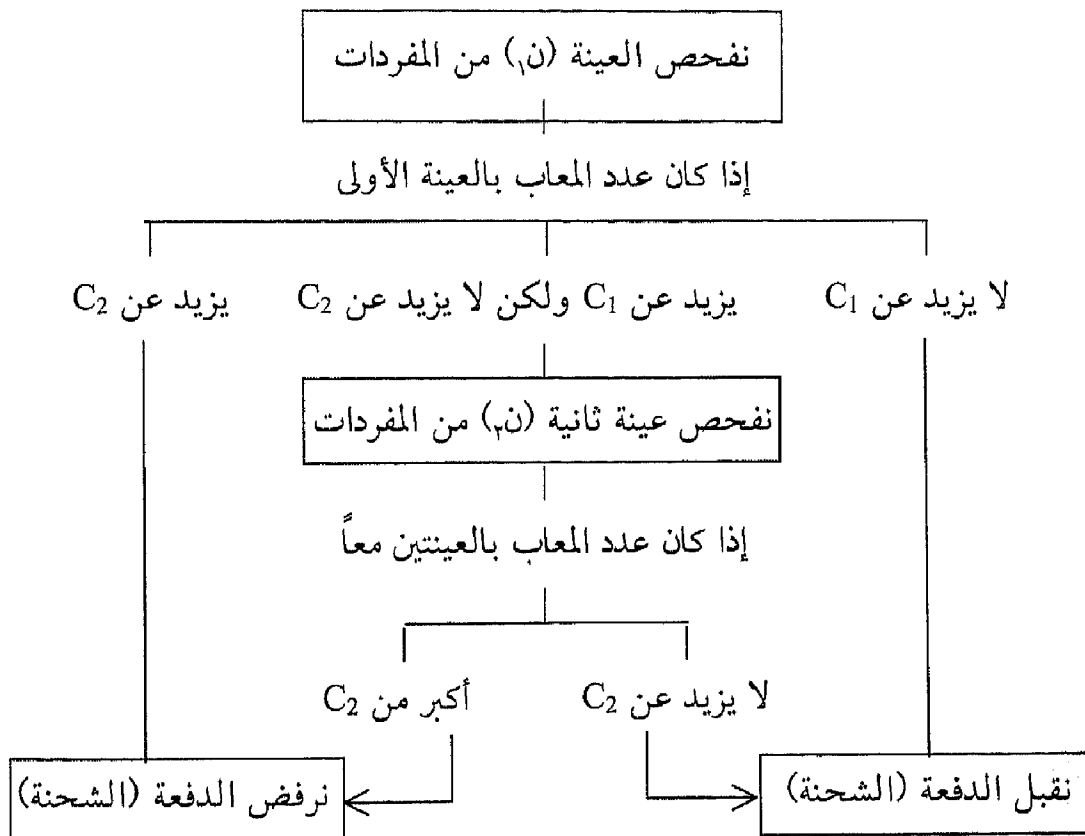 نفحص العينة (ن١) من المفردات
إذا كان عدد المعاب بالعينة الأولى
لا يزيد عن C₁
يزيد عن C₁ ولكن لا يزيد عن C₂
يزيد عن C₂
نفحص عينة ثانية (ن٢) من المفردات
إذا كان عدد المعاب بالعينتين معاً
لا يزيد عن C₂
أكبر من C₂
نقبل الدفعة (الشحنة)
نرفض الدفعة (الشحنة)